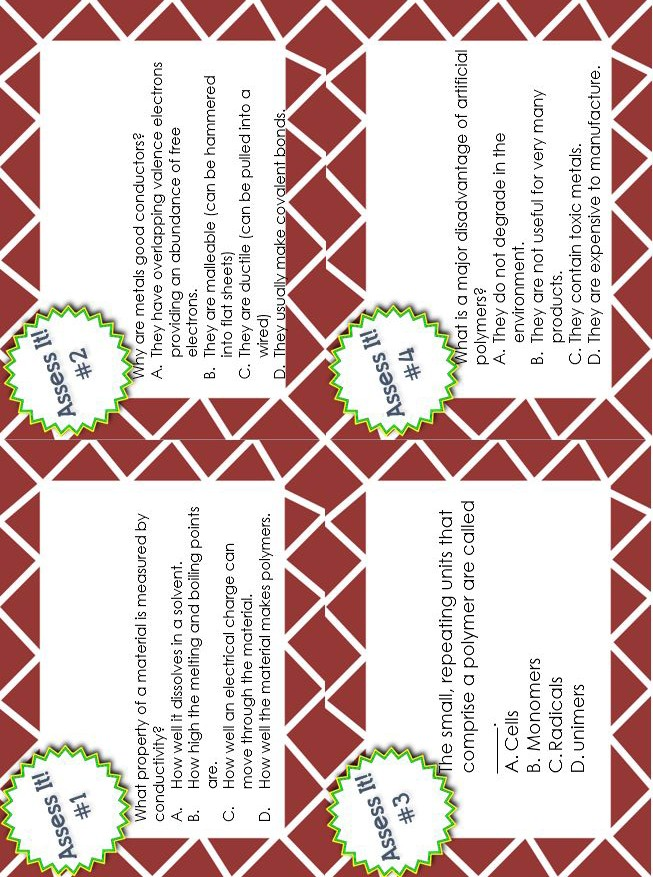 Assess It!
#1
What property of a material is measured by
conductivity?
A. How well it dissolves in a solvent.
B. How high the melting and boiling points
are.
C. How well an electrical charge can
move through the material.
D. How well the material makes polymers.
Assess It!
#2
Why are metals good conductors?
A. They have overlapping valence electrons
providing an abundance of free
electrons.
B. They are malleable (can be hammered
into flat sheets)
C. They are ductile (can be pulled into a
wired)
D. They usually make covalent bonds.
Assess It!
#3
The small, repeating units that
comprise a polymer are called
______.
A. Cells
B. Monomers
C. Radicals
D. unimers
Assess It!
#4
What is a major disadvantage of artificial
polymers?
A. They do not degrade in the
environment.
B. They are not useful for very many
products.
C. They contain toxic metals.
D. They are expensive to manufacture.